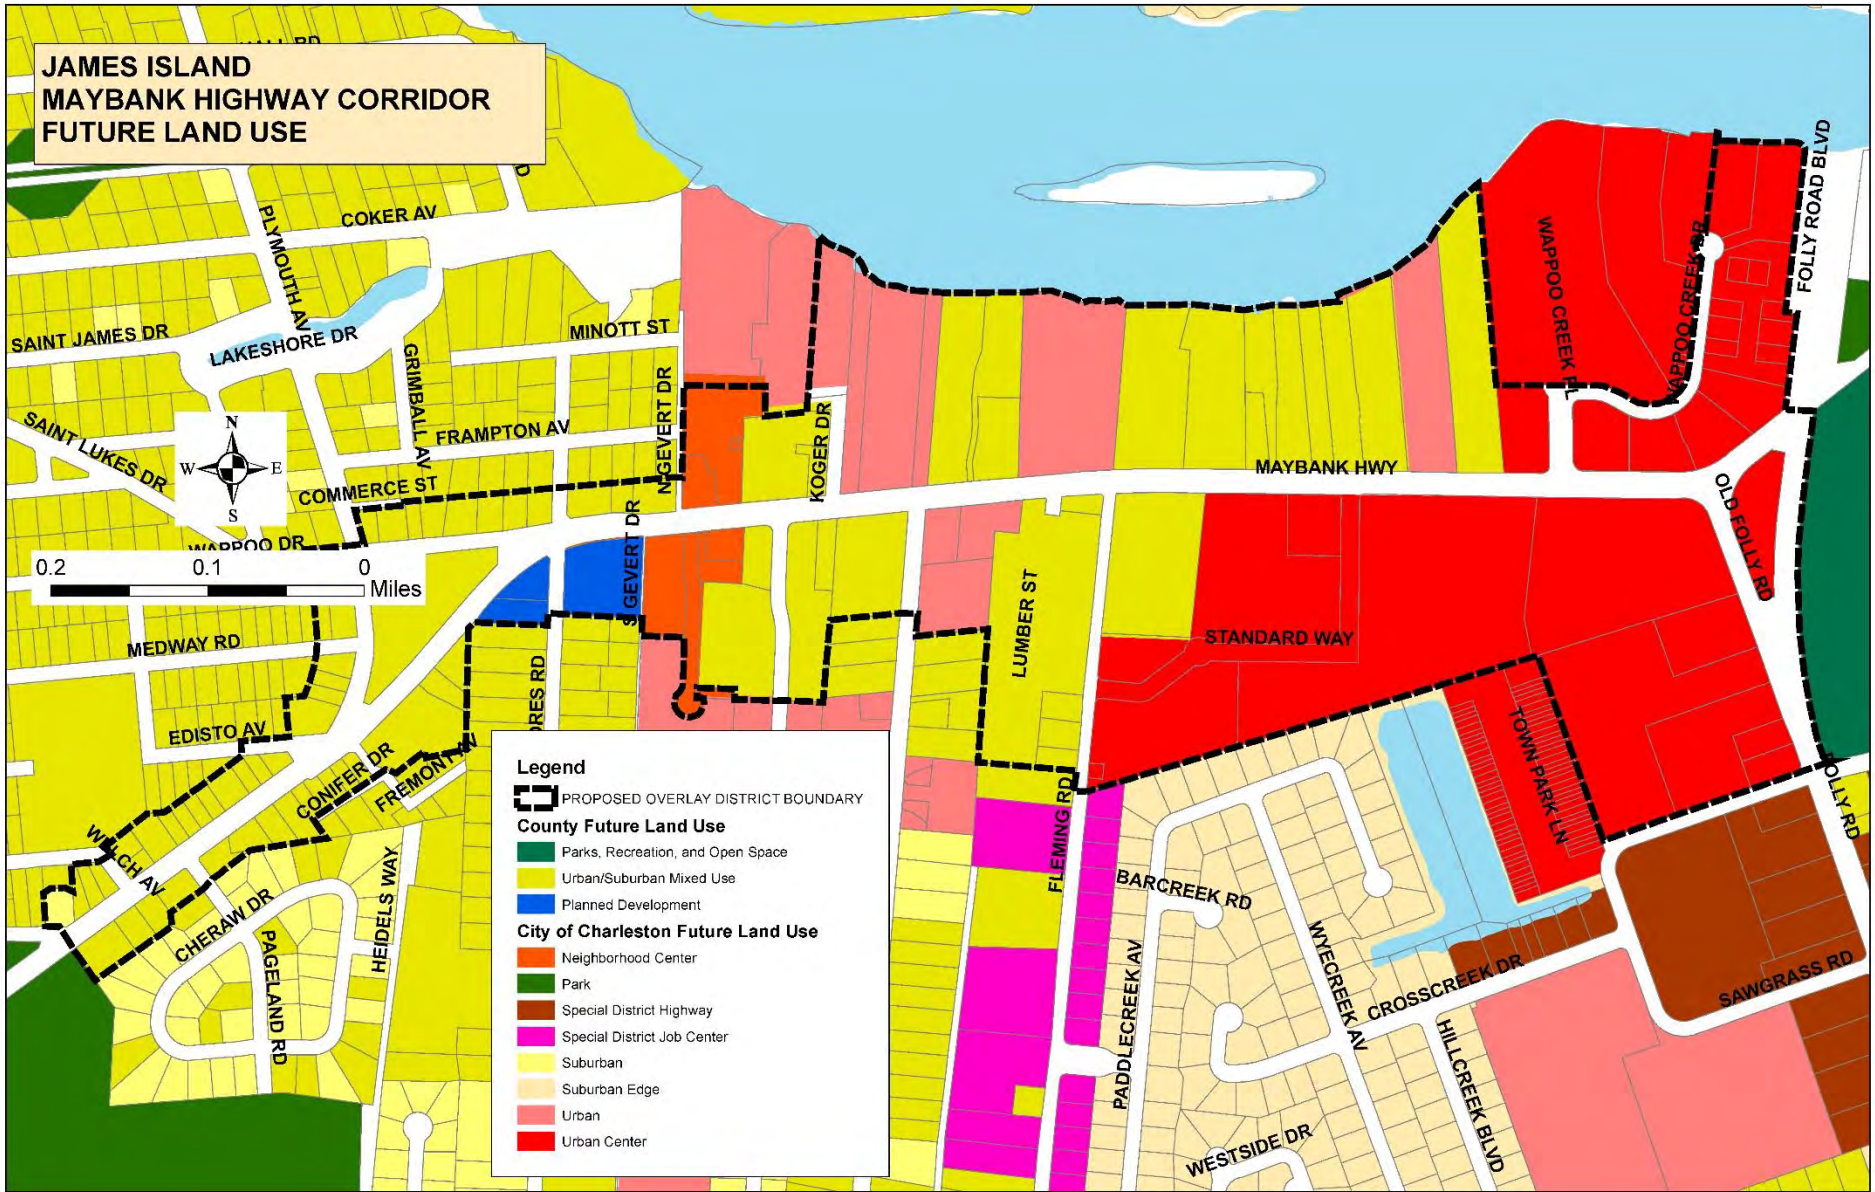 JAMES ISLAND
MAYBANK HIGHWAY CORRIDOR
FUTURE LAND USE
RD
D
COKER AV
PLYMOUTH AV
FOLLY ROAD BLVD
WAPPOO CREEK PL
WAPPOO CREEK DR
SAINT JAMES DR
LAKESHORE DR
MINOTT ST
GRIMBALL AV
N GEVERT DR
KOGER DR
SAINT LUKES DR
FRAMPTON AV
COMMERCE ST
MAYBANK HWY
N
W
E
S
WAPPOO DR
S GEVERT DR
OLD FOLLY RD
0.2
0.1
0
Miles
MEDWAY RD
LUMBER ST
STANDARD WAY
EDISTO AV
CONIFER DR
FREMONT AV
ORES RD
TOWN PARK LN
FOLLY RD
WELCH AV
CHERAW DR
PAGELAND RD
HEIDELS WAY
FLEMING RD
BARCREEK RD
PADDLECREEK AV
WYECREEK AV
CROSSCREEK DR
SAWGRASS RD
HILLCREEK BLVD
WESTSIDE DR
Legend
PROPOSED OVERLAY DISTRICT BOUNDARY
County Future Land Use
Parks, Recreation, and Open Space
Urban/Suburban Mixed Use
Planned Development
City of Charleston Future Land Use
Neighborhood Center
Park
Special District Highway
Special District Job Center
Suburban
Suburban Edge
Urban
Urban Center